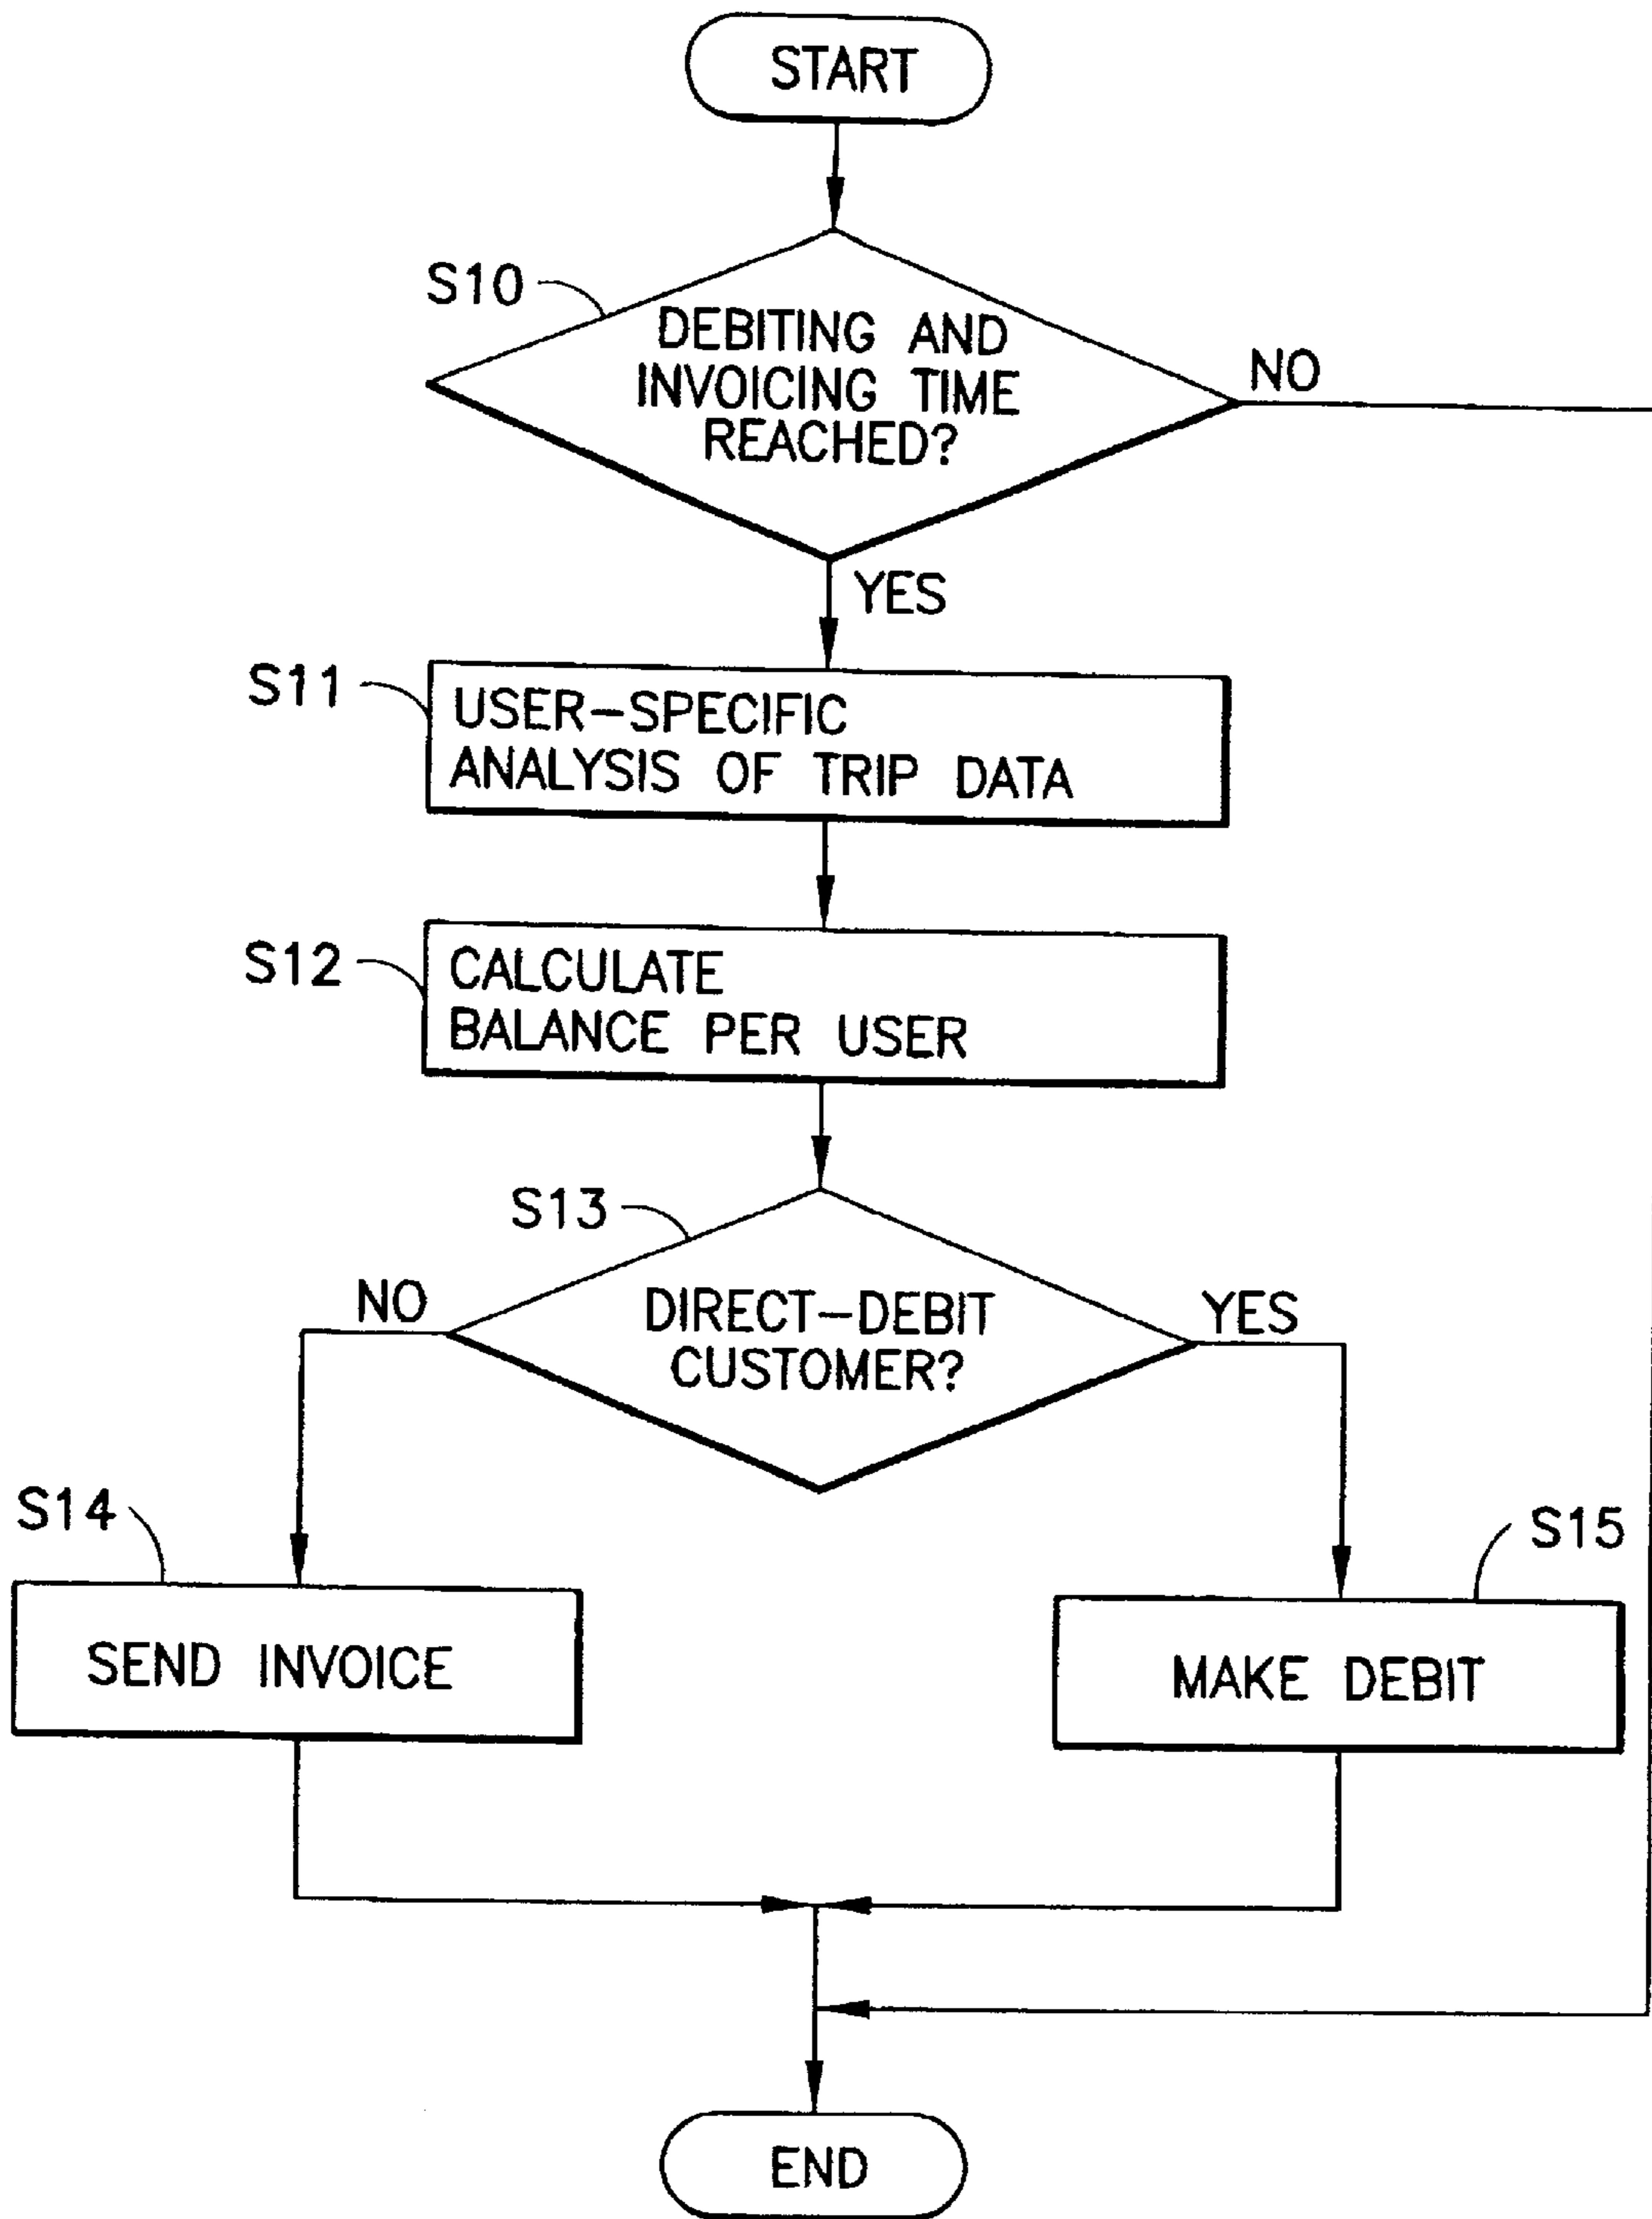 START
S10
DEBITING AND
INVOICING TIME
REACHED?
NO
YES
S11
USER-SPECIFIC
ANALYSIS OF TRIP DATA
S12
CALCULATE
BALANCE PER USER
S13
NO
DIRECT-DEBIT
CUSTOMER?
YES
S14
S15
SEND INVOICE
MAKE DEBIT
END